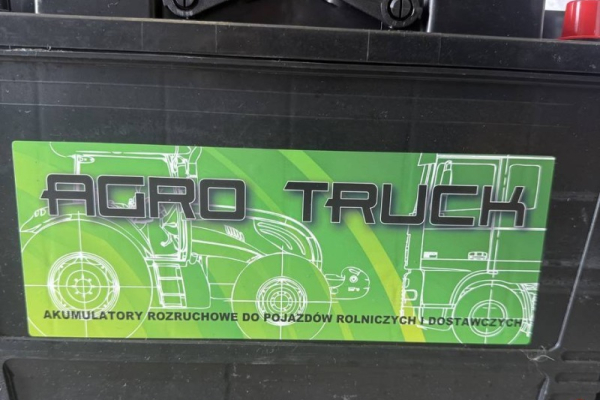 AGRO TRUCK
AKUMULATORY ROZRUCHOWE DO POJAZDÓW ROLNICZYCH I DOSTAWCZYCH